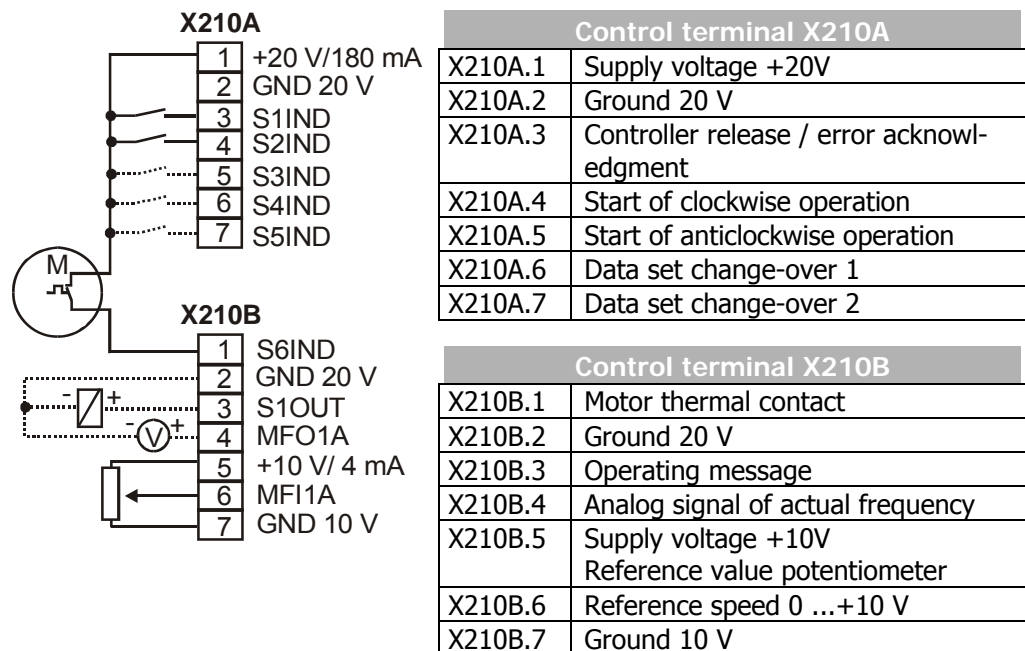 X210A
1 +20 V/180 mA
2 GND 20 V
3 S1IND
4 S2IND
5 S3IND
6 S4IND
7 S5IND
M
X210B
1 S6IND
2 GND 20 V
- + 3 S1OUT
- V + 4 MFO1A
5 +10 V/ 4 mA
6 MFI1A
7 GND 10 V
Control terminal X210A
X210A.1 Supply voltage +20V
X210A.2 Ground 20 V
X210A.3 Controller release / error acknowl-
edgment
X210A.4 Start of clockwise operation
X210A.5 Start of anticlockwise operation
X210A.6 Data set change-over 1
X210A.7 Data set change-over 2
Control terminal X210B
X210B.1 Motor thermal contact
X210B.2 Ground 20 V
X210B.3 Operating message
X210B.4 Analog signal of actual frequency
X210B.5 Supply voltage +10V
Reference value potentiometer
X210B.6 Reference speed 0 ...+10 V
X210B.7 Ground 10 V